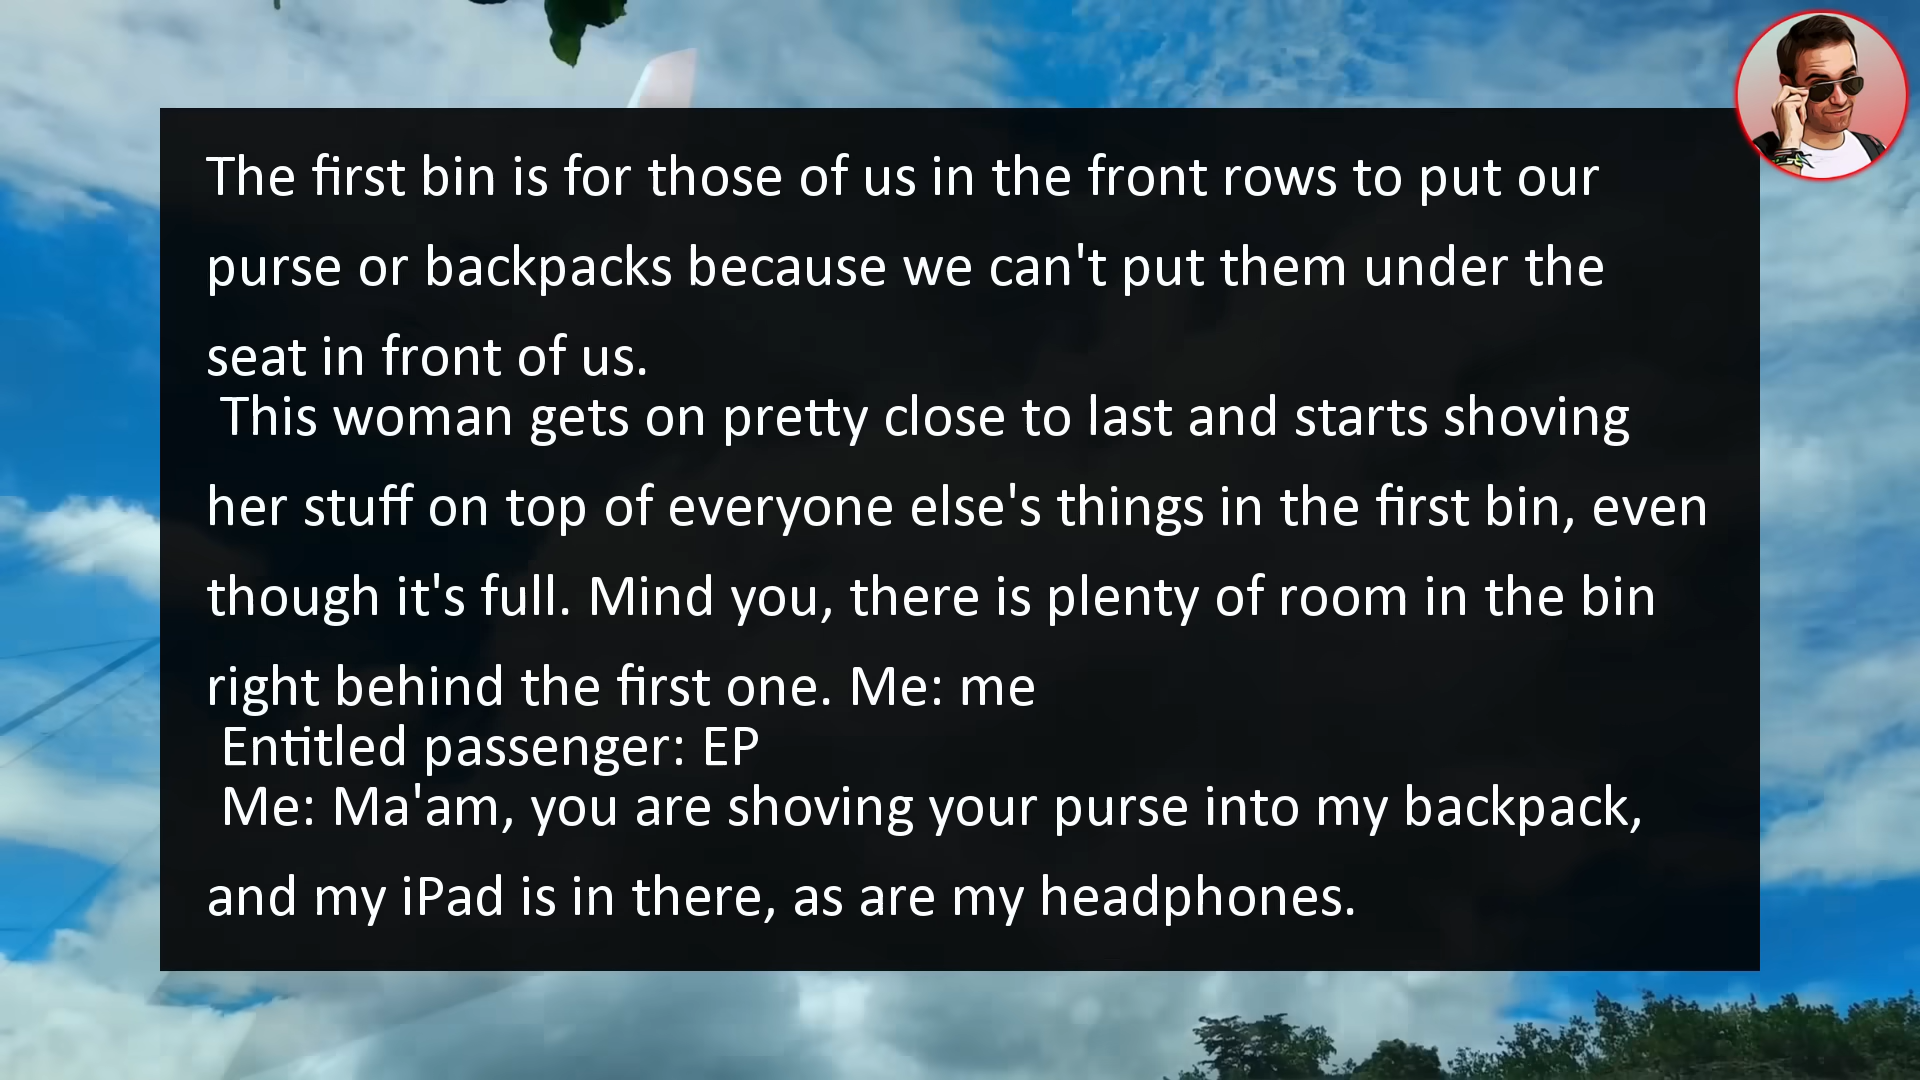 The first bin is for those of us in the front rows to put our
purse or backpacks because we can't put them under the
seat in front of us.
This woman gets on pretty close to last and starts shoving
her stuff on top of everyone else's things in the first bin, even
though it's full. Mind you, there is plenty of room in the bin
right behind the first one. Me: me
Entitled passenger: EP
Me: Ma'am, you are shoving your purse into my backpack,
and my iPad is in there, as are my headphones.